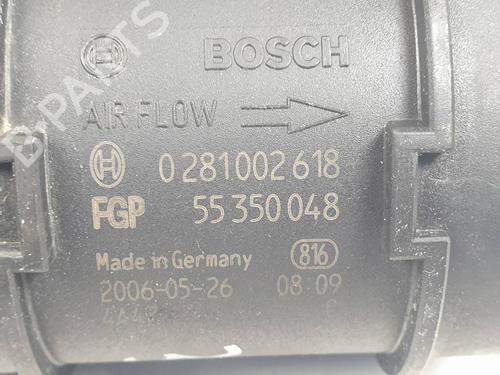 BOSCH
AIR FLOW
0 281 002 618
FGP 55 350 048
Made in Germany 816
2006-05-26 08:09
B-PARTS